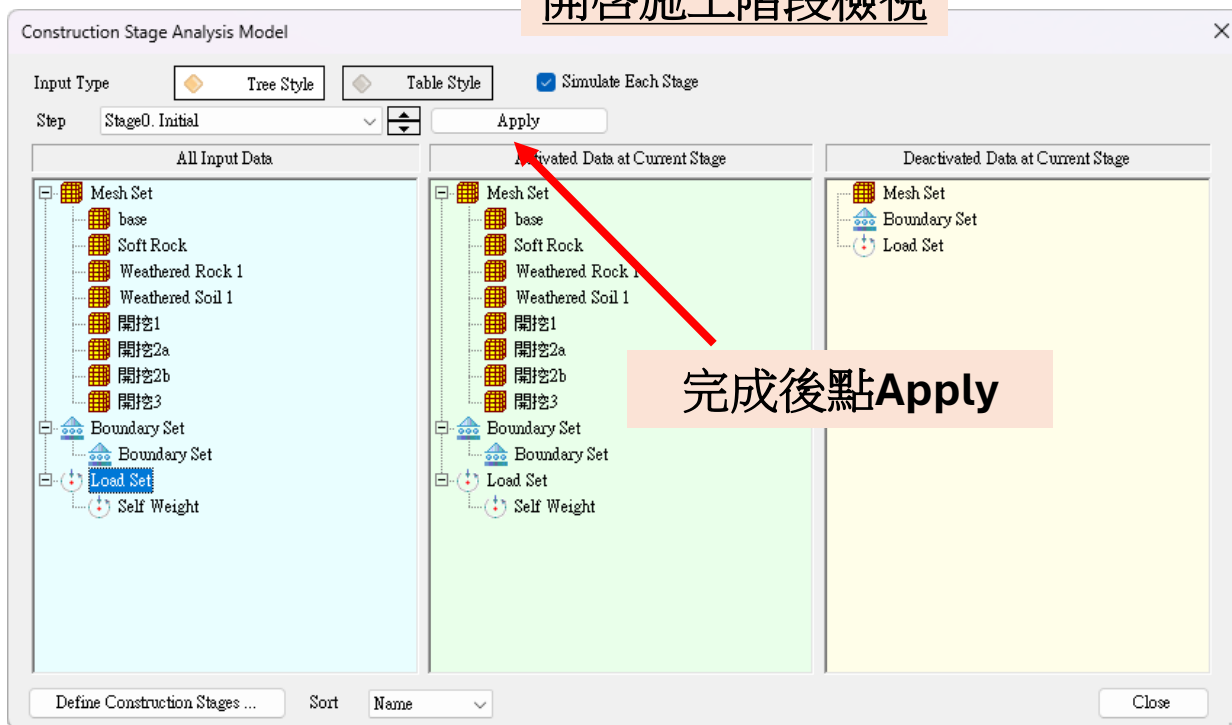 開啓施工階段檢視
Construction Stage Analysis Model
Input Type Tree Style Table Style Simulate Each Stage
Step Stage0. Initial Apply
All Input Data Activated Data at Current Stage Deactivated Data at Current Stage
Mesh Set Mesh Set Mesh Set
base base Boundary Set
Soft Rock Soft Rock Load Set
Weathered Rock 1 Weathered Rock 1
Weathered Soil 1 Weathered Soil 1
開挖1 開挖1
開挖2a 開挖2a
開挖2b 開挖2b
開挖3 開挖3
完成後點Apply
Boundary Set Boundary Set
Boundary Set Boundary Set
Load Set Load Set
Self Weight Self Weight
Define Construction Stages ... Sort Name Close